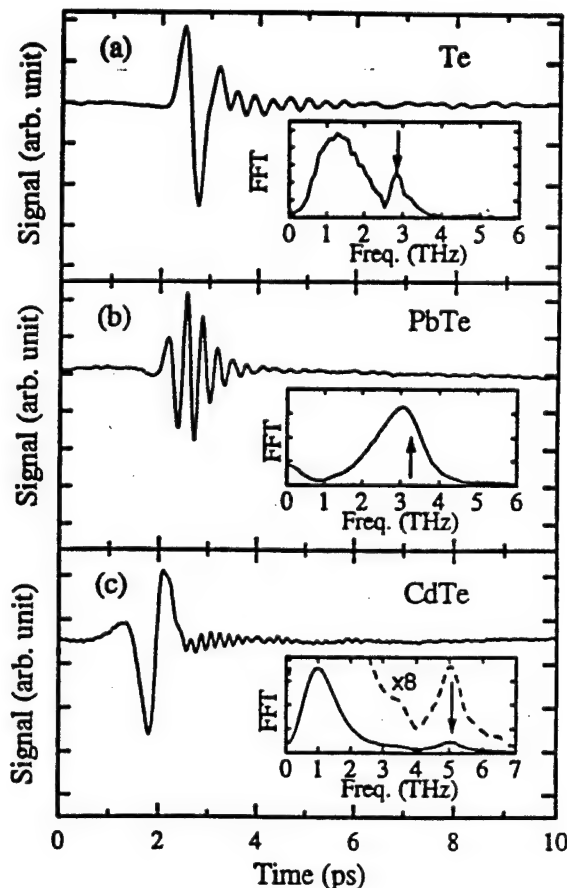 (a) Te
Signal (arb. unit)
FFT
0 1 2 3 4 5 6
Freq. (THz)
(b) PbTe
Signal (arb. unit)
FFT
0 1 2 3 4 5 6
Freq. (THz)
(c) CdTe
Signal (arb. unit)
x8
FFT
0 1 2 3 4 5 6 7
Freq. (THz)
0 2 4 6 8 10
Time (ps)